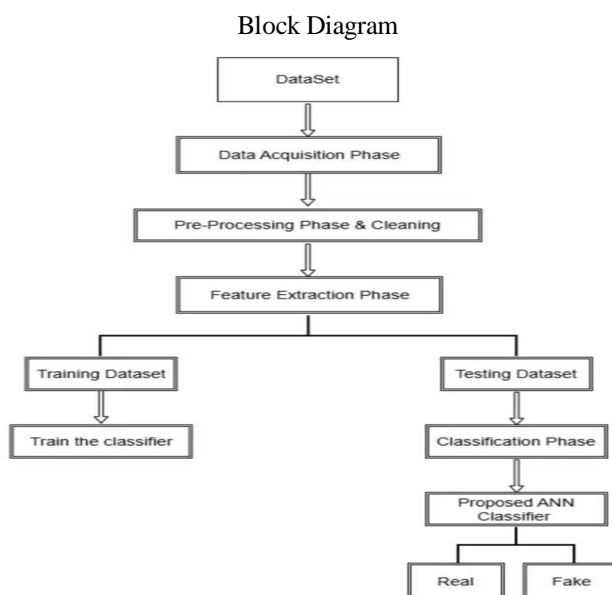 Block Diagram
DataSet
Data Acquisition Phase
Pre-Processing Phase & Cleaning
Feature Extraction Phase
Training Dataset
Testing Dataset
Train the classifier
Classification Phase
Proposed ANN
Classifier
Real
Fake